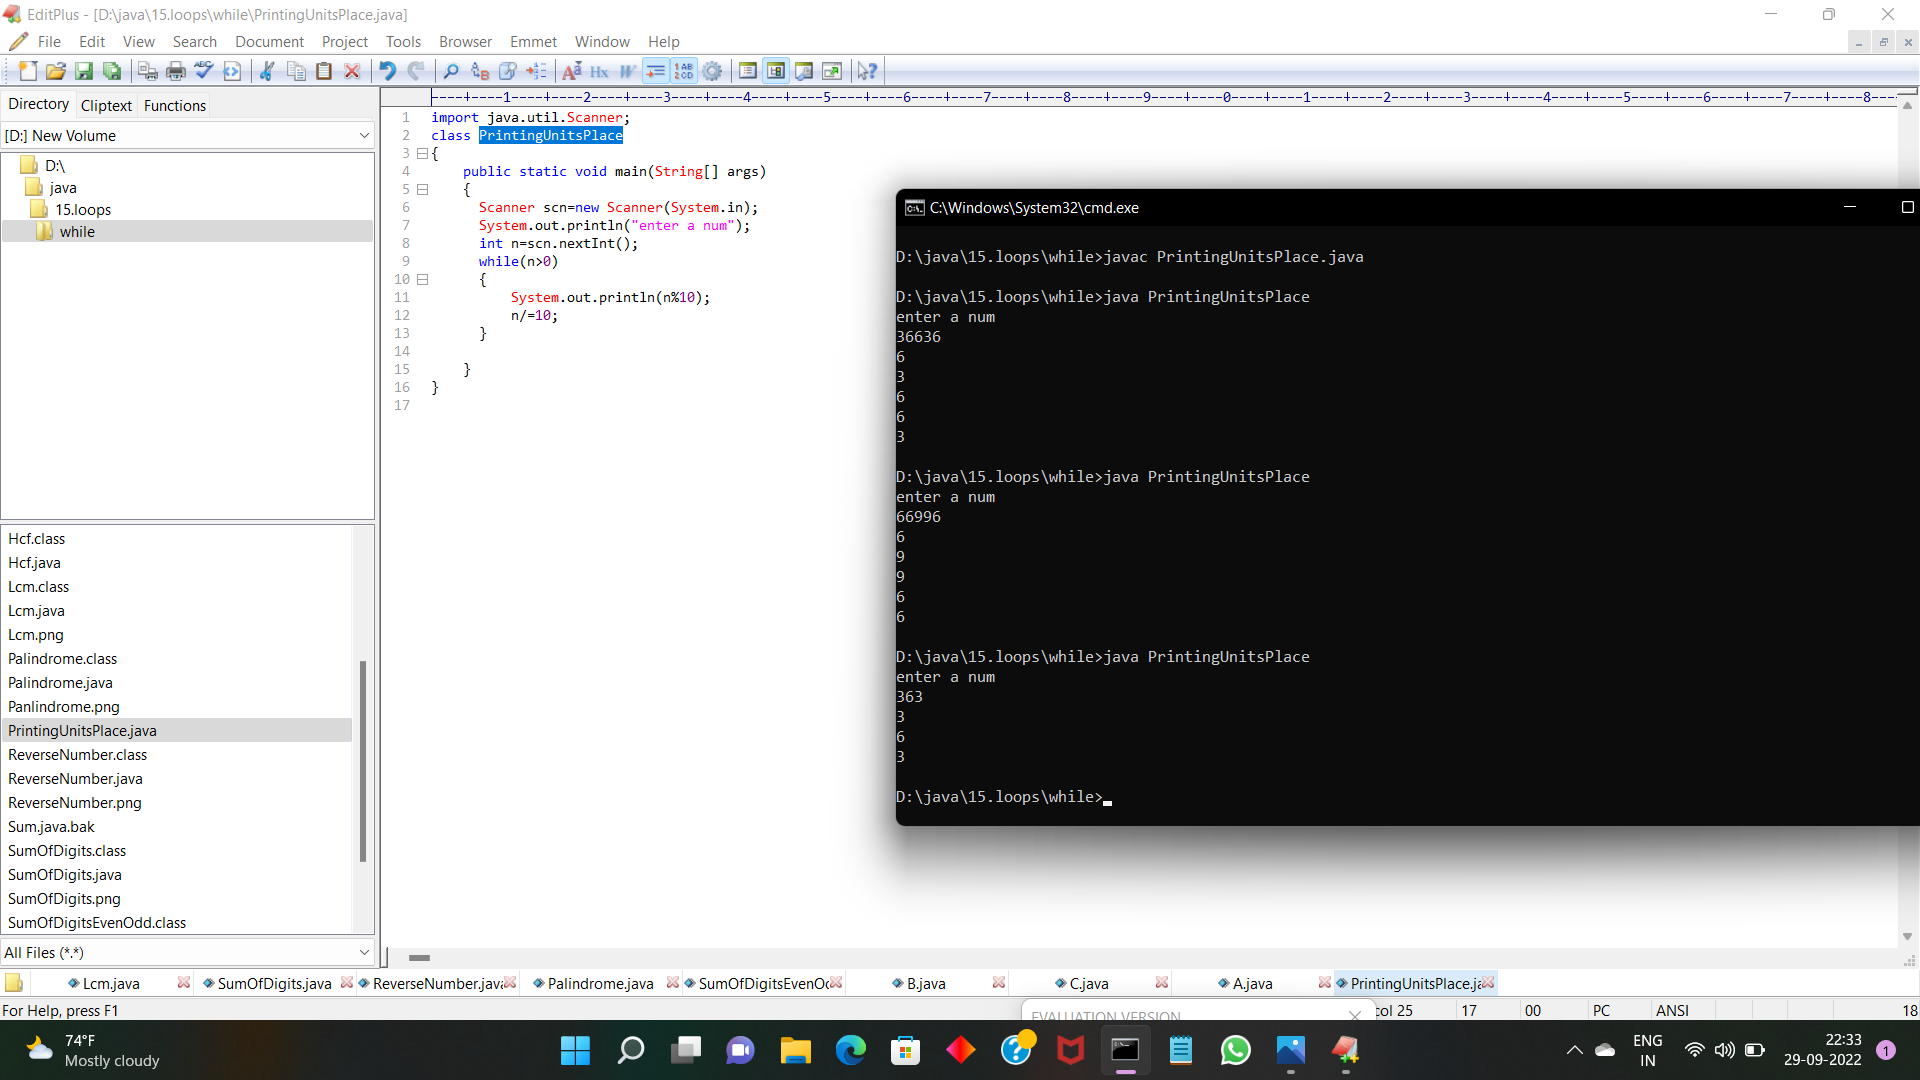 EditPlus - [D:\java\15.loops\while\PrintingUnitsPlace.java]
File Edit View Search Document Project Tools Browser Emmet Window Help
Directory Cliptext Functions
[D:] New Volume
D:\
java
15.loops
while
Hcf.class
Hcf.java
Lcm.class
Lcm.java
Lcm.png
Palindrome.class
Palindrome.java
Panlindrome.png
PrintingUnitsPlace.java
ReverseNumber.class
ReverseNumber.java
ReverseNumber.png
Sum.java.bak
SumOfDigits.class
SumOfDigits.java
SumOfDigits.png
SumOfDigitsEvenOdd.class
All Files (*.*)
----+----1----+----2----+----3----+----4----+----5----+----6----+----7----+----8----+----9----+----0----+----1----+----2----+----3----+----4----+----5----+----6----+----7----+----8---
1 import java.util.Scanner;
2 class PrintingUnitsPlace
3 {
4 public static void main(String[] args)
5 {
6 Scanner scn=new Scanner(System.in);
7 System.out.println("enter a num");
8 int n=scn.nextInt();
9 while(n>0)
10 {
11 System.out.println(n%10);
12 n/=10;
13 }
14
15 }
16 }
17
C:\Windows\System32\cmd.exe
D:\java\15.loops\while>javac PrintingUnitsPlace.java
D:\java\15.loops\while>java PrintingUnitsPlace
enter a num
36636
6
3
6
6
3
D:\java\15.loops\while>java PrintingUnitsPlace
enter a num
66996
6
9
9
6
6
D:\java\15.loops\while>java PrintingUnitsPlace
enter a num
363
3
6
3
D:\java\15.loops\while>
Lcm.java SumOfDigits.java ReverseNumber.java Palindrome.java SumOfDigitsEvenO B.java C.java A.java PrintingUnitsPlace.ja
For Help, press F1
EVALUATION VERSION
col 25 17 00 PC ANSI 18
74°F
Mostly cloudy
ENG
IN
22:33
29-09-2022
1